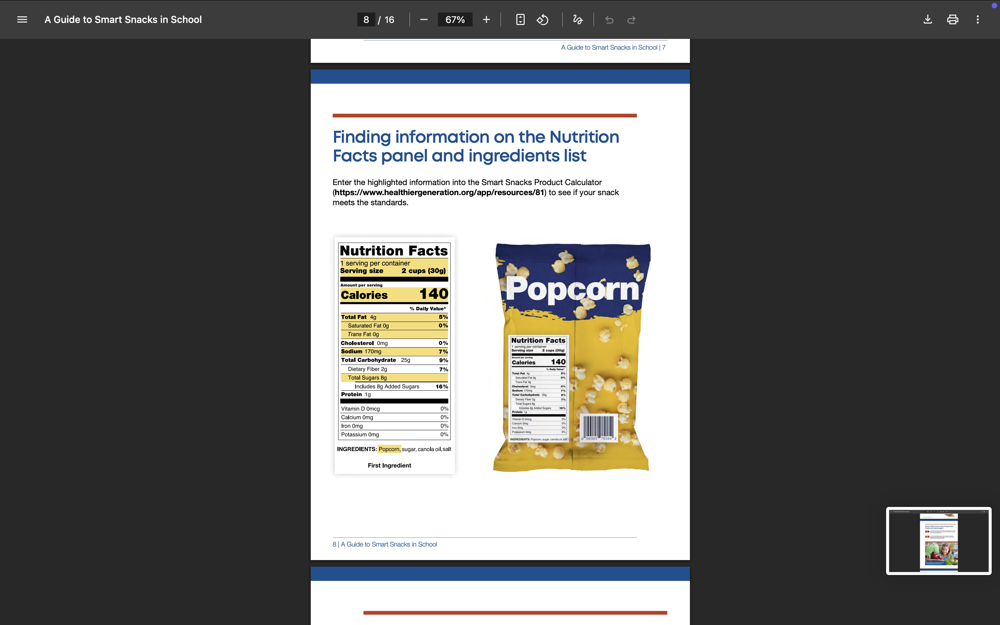 A Guide to Smart Snacks in School
8 / 16
67%
A Guide to Smart Snacks in School | 7
Finding information on the Nutrition
Facts panel and ingredients list
Enter the highlighted information into the Smart Snacks Product Calculator
(https://www.healthiergeneration.org/app/resources/81) to see if your snack
meets the standards.
Nutrition Facts
1 serving per container
Serving size 2 cups (30g)
Amount per serving
Calories 140
% Daily Value*
Total Fat 4g 5%
Saturated Fat 0g 0%
Trans Fat 0g
Cholesterol 0mg 0%
Sodium 170mg 7%
Total Carbohydrate 25g 9%
Dietary Fiber 2g 7%
Total Sugars 8g
Includes 8g Added Sugars 16%
Protein 1g
Vitamin D 0mcg 0%
Calcium 0mg 0%
Iron 0mg 0%
Potassium 0mg 0%
INGREDIENTS: Popcorn, sugar, canola oil, salt
First Ingredient
Popcorn
Nutrition Facts
1 serving per container
Serving size 2 cups (30g)
Amount per serving
Calories 140
% Daily Value*
Total Fat 4g 5%
Saturated Fat 0g 0%
Trans Fat 0g
Cholesterol 0mg 0%
Sodium 170mg 7%
Total Carbohydrate 25g 9%
Dietary Fiber 2g 7%
Total Sugars 8g
Includes 8g Added Sugars 16%
Protein 1g
Vitamin D 0mcg 0%
Calcium 0mg 0%
Iron 0mg 0%
Potassium 0mg 0%
INGREDIENTS: Popcorn, sugar, canola oil, salt
0 59393 79344 2
8 | A Guide to Smart Snacks in School
Does USDA have a list of approved
foods and beverages?